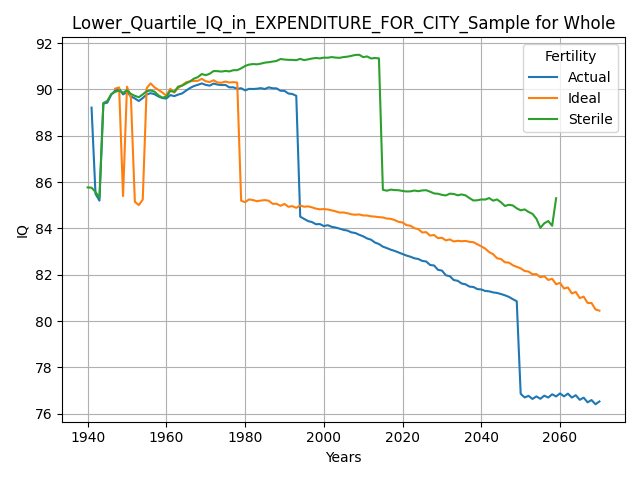 Lower_Quartile_IQ_in_EXPENDITURE_FOR_CITY_Sample for Whole
Fertility
Actual
Ideal
Sterile
IQ
92
90
88
86
84
82
80
78
76
1940
1960
1980
2000
2020
2040
2060
Years